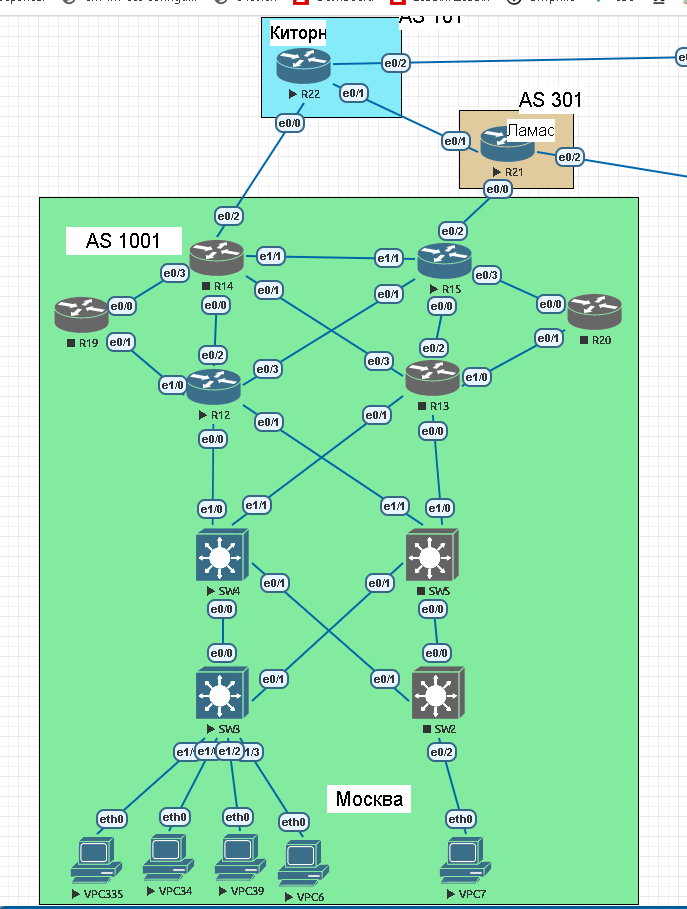 AS 101
Киторн
e0/2
R22
e0/1
e0/0
AS 301
Ламас
e0/1
e0/2
R21
e0/0
AS 1001
e0/2
e0/2
e1/1
e1/1
R14
R15
e0/3
e0/1
e0/1
e0/3
e0/0
e0/0
e0/0
e0/0
R19
e0/1
R20
e0/1
e0/2
e0/3
e0/2
e0/3
e1/0
e1/0
R12
R13
e0/1
e0/1
e0/0
e0/0
e1/0
e1/1
e1/1
e1/0
SW4
SW5
e0/1
e0/1
e0/0
e0/0
e0/0
e0/0
e0/1
e0/1
SW3
SW2
e1/2
e0/2
Москва
eth0
eth0
eth0
eth0
eth0
VPC335
VPC34
VPC39
VPC6
VPC7